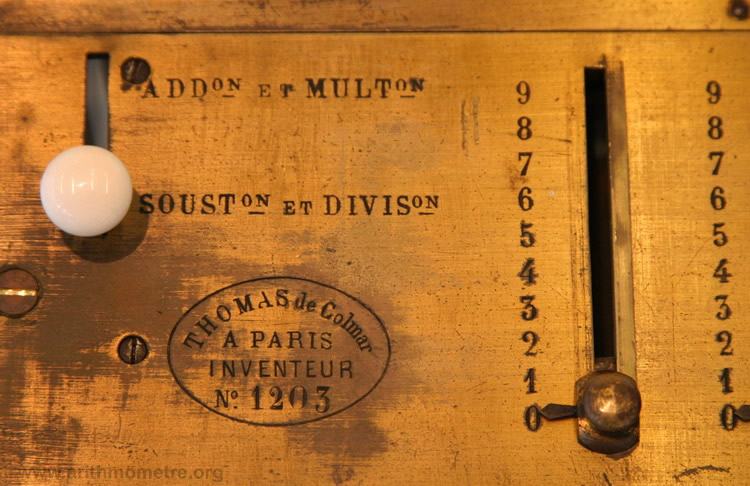 ADDON ET MULTON
SOUSTON ET DIVISON
THOMAS de Colmar
A PARIS
INVENTEUR
No. 1203
9
8
7
6
5
4
3
2
1
0
9
8
7
6
5
4
3
2
1
0
www.arithmometre.org